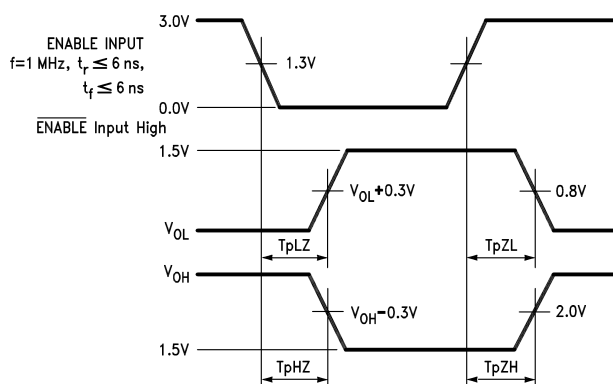 3.0V
ENABLE INPUT
f=1 MHz, tr ≤ 6 ns,
tf ≤ 6 ns
1.3V
0.0V
E̅N̅A̅B̅L̅E̅ Input High
1.5V
VOL+0.3V
0.8V
VOL
TpLZ
TpZL
VOH
VOH−0.3V
2.0V
1.5V
TpHZ
TpZH